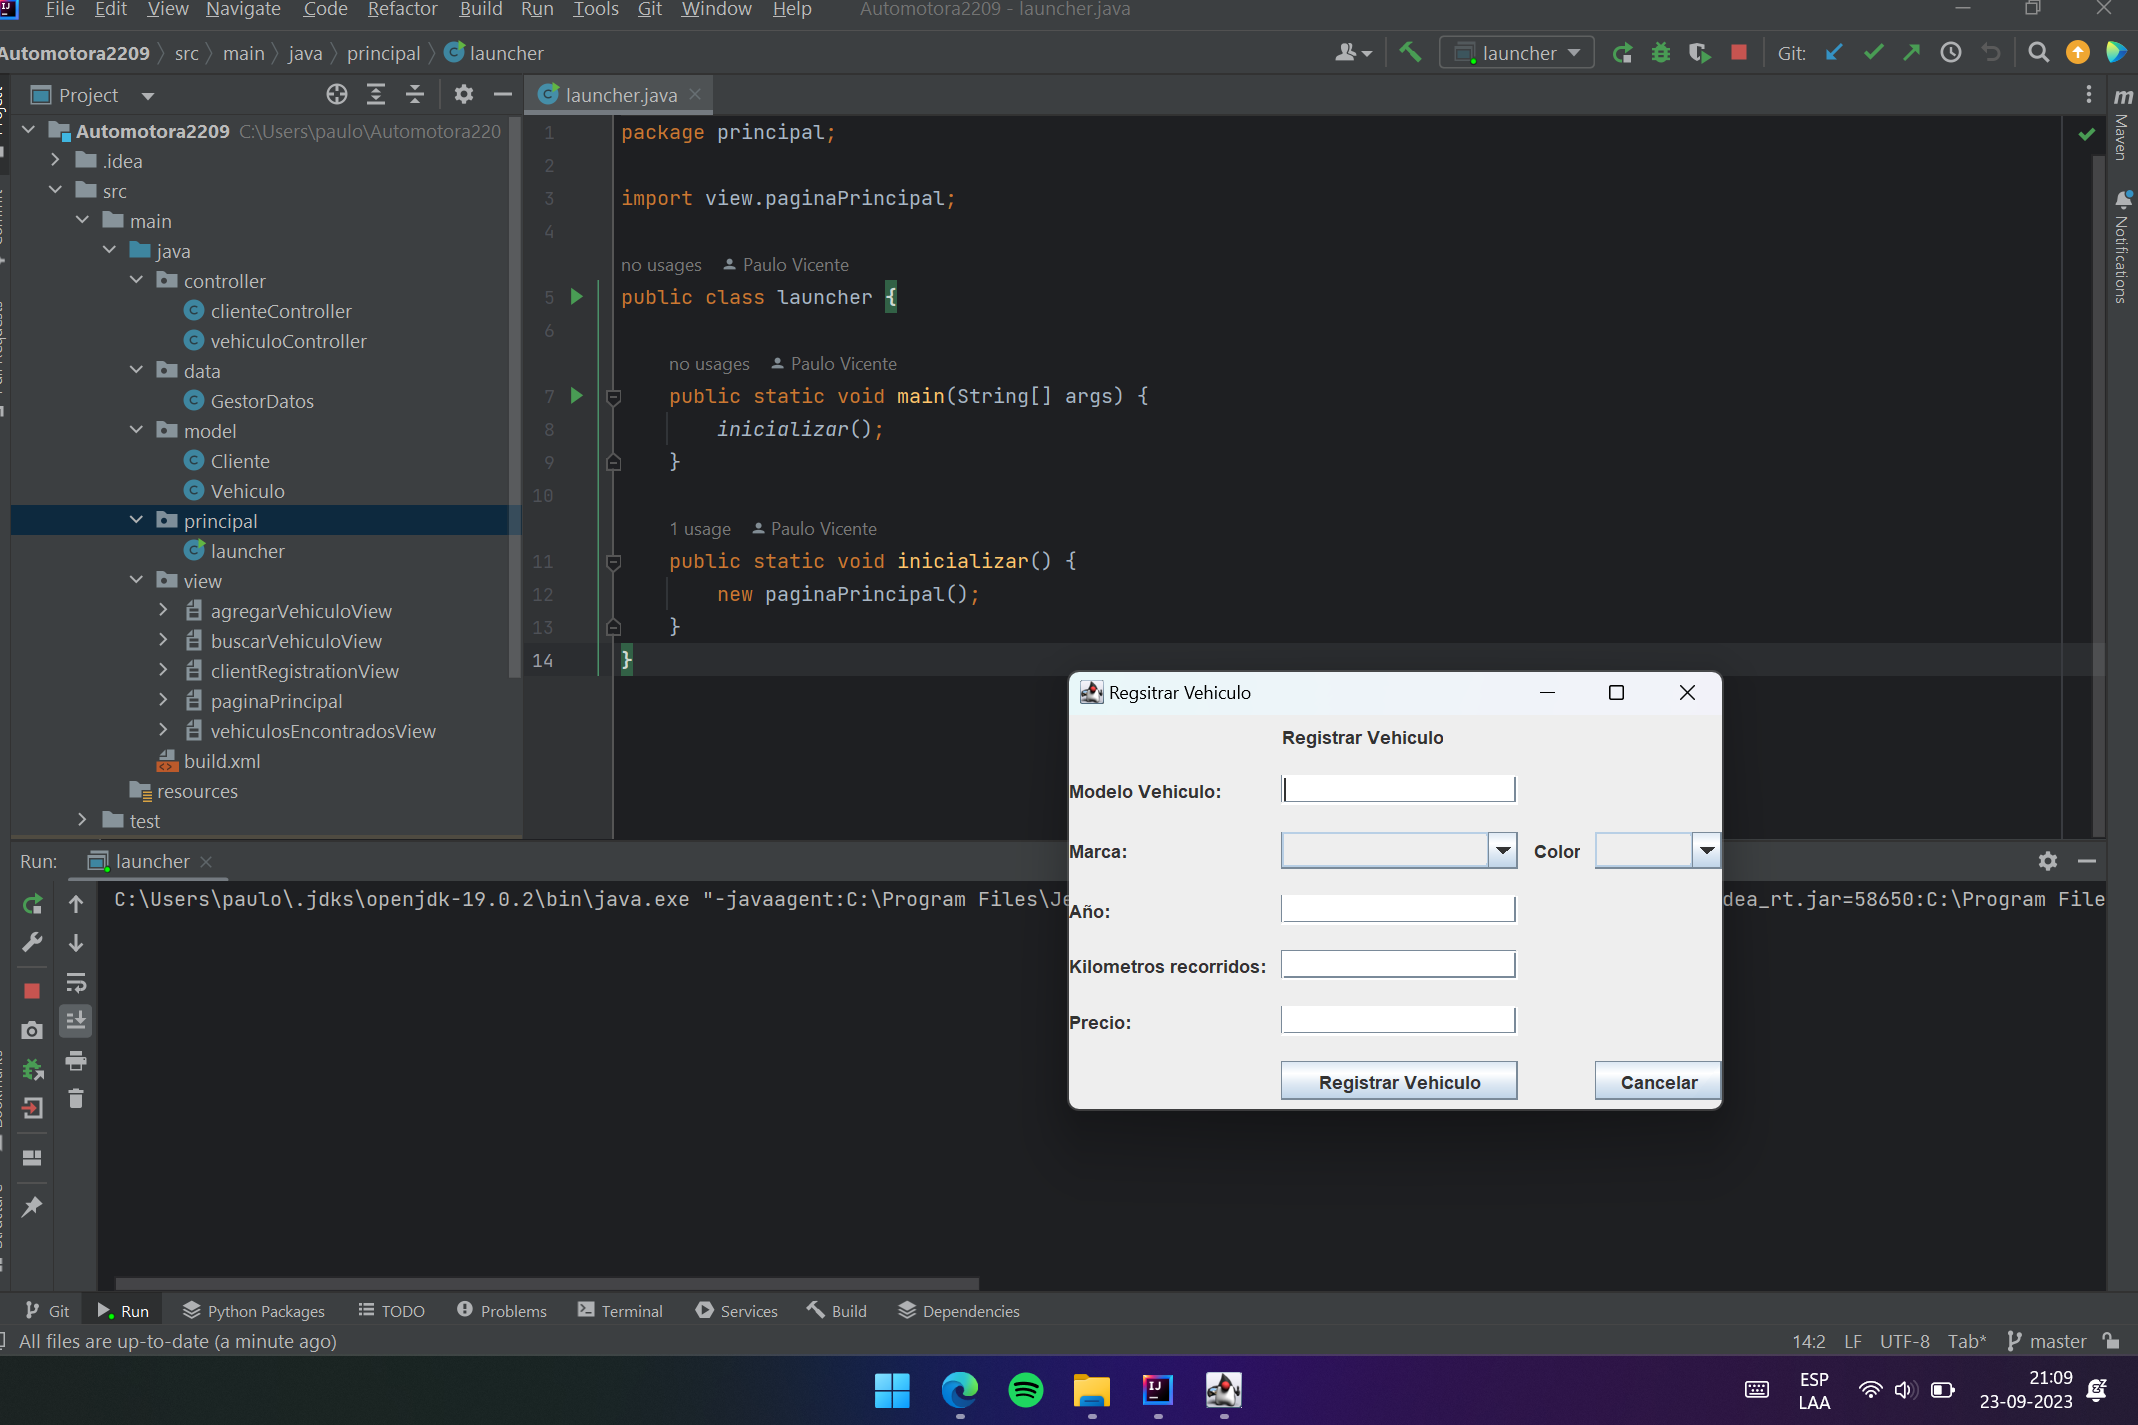 File Edit View Navigate Code Refactor Build Run Tools Git Window Help Automotora2209 - launcher.java
Automotora2209 src main java principal launcher
launcher Git:
Project
launcher.java
Automotora2209 C:\Users\paulo\Automotora220
.idea
src
main
java
controller
clienteController
vehiculoController
data
GestorDatos
model
Cliente
Vehiculo
principal
launcher
view
agregarVehiculoView
buscarVehiculoView
clientRegistrationView
paginaPrincipal
vehiculosEncontradosView
build.xml
resources
test
1 package principal;
2
3 import view.paginaPrincipal;
4
no usages Paulo Vicente
5 public class launcher {
6
no usages Paulo Vicente
7 public static void main(String[] args) {
8 inicializar();
9 }
10
1 usage Paulo Vicente
11 public static void inicializar() {
12 new paginaPrincipal();
13 }
14 }
Maven
Notifications
Regsitrar Vehiculo
Registrar Vehiculo
Modelo Vehiculo:
Marca:
Color
Año:
Kilometros recorridos:
Precio:
Registrar Vehiculo
Cancelar
Run: launcher
C:\Users\paulo\.jdks\openjdk-19.0.2\bin\java.exe "-javaagent:C:\Program Files\Je
dea_rt.jar=58650:C:\Program File
Git Run Python Packages TODO Problems Terminal Services Build Dependencies
All files are up-to-date (a minute ago)
14:2 LF UTF-8 Tab* master
ESP
LAA
21:09
23-09-2023